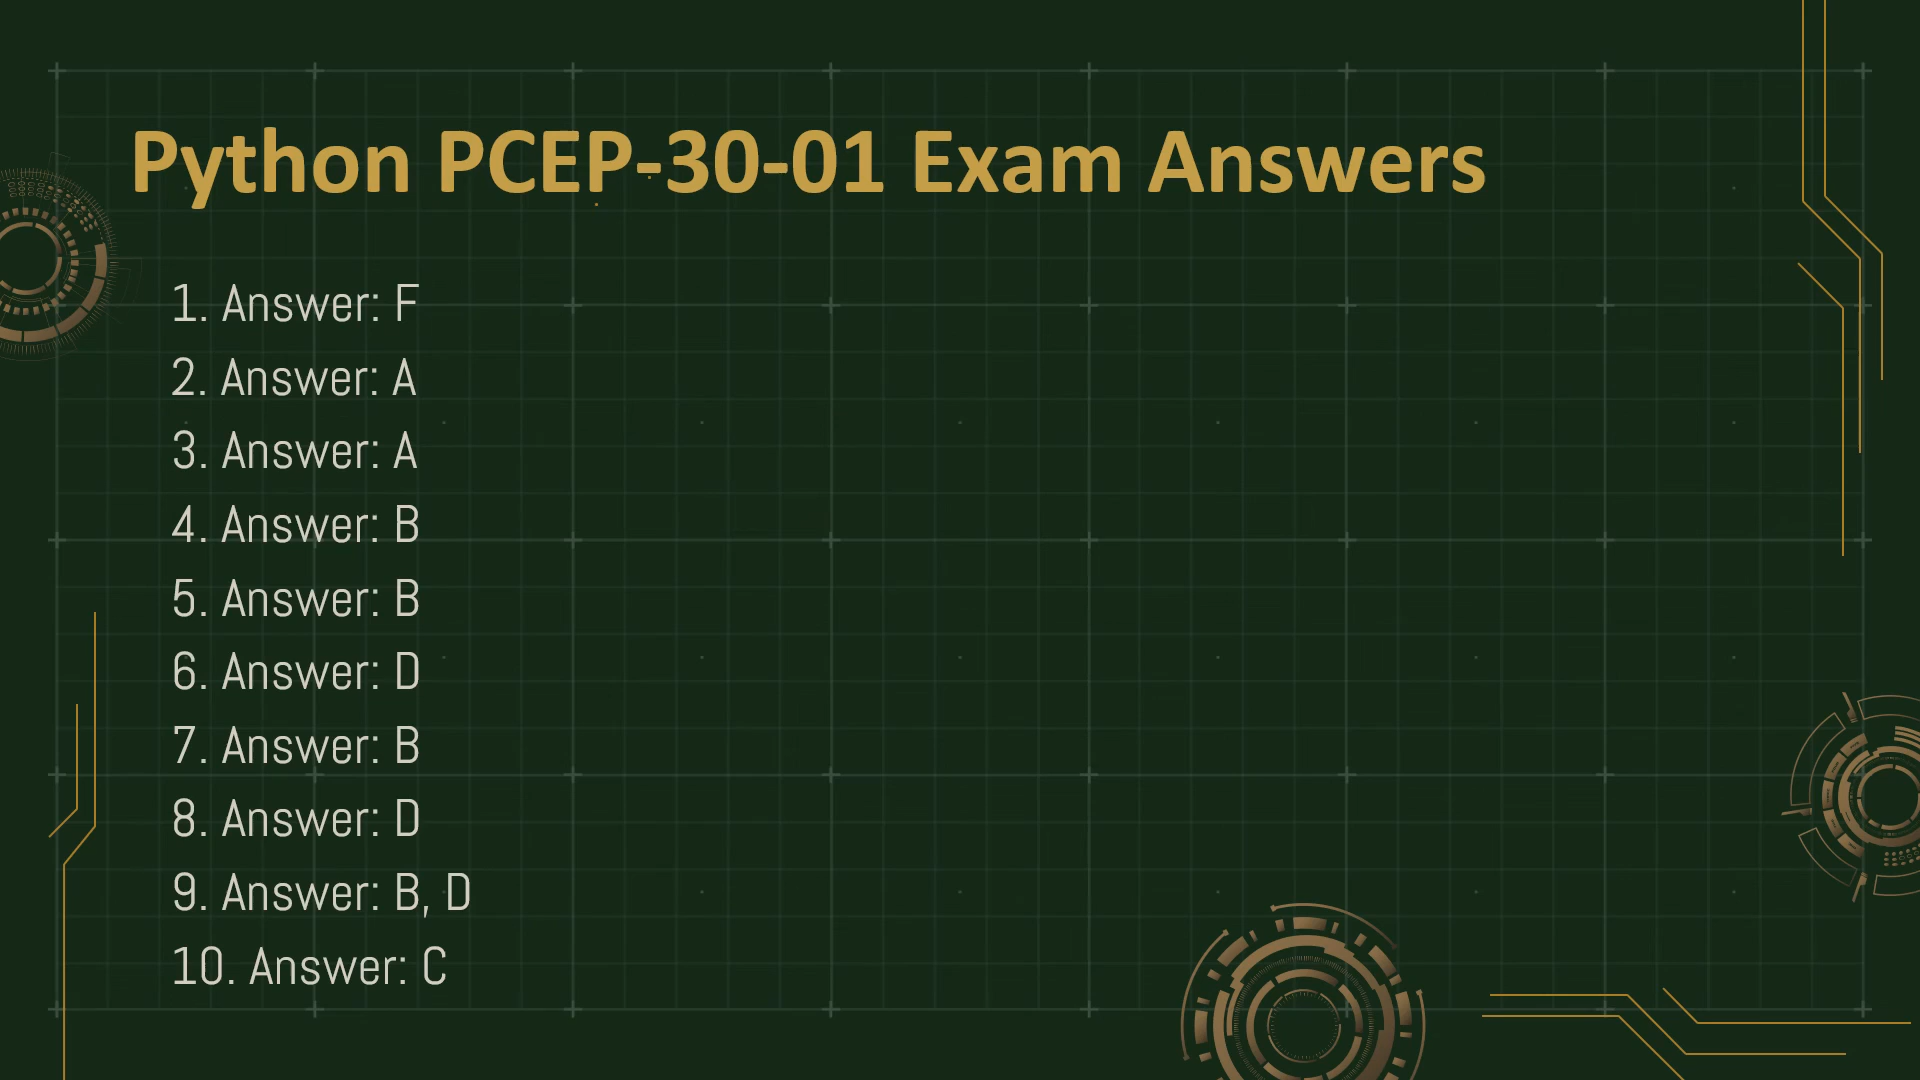 Python PCEP-30-01 Exam Answers
1. Answer: F
2. Answer: A
3. Answer: A
4. Answer: B
5. Answer: B
6. Answer: D
7. Answer: B
8. Answer: D
9. Answer: B, D
10. Answer: C